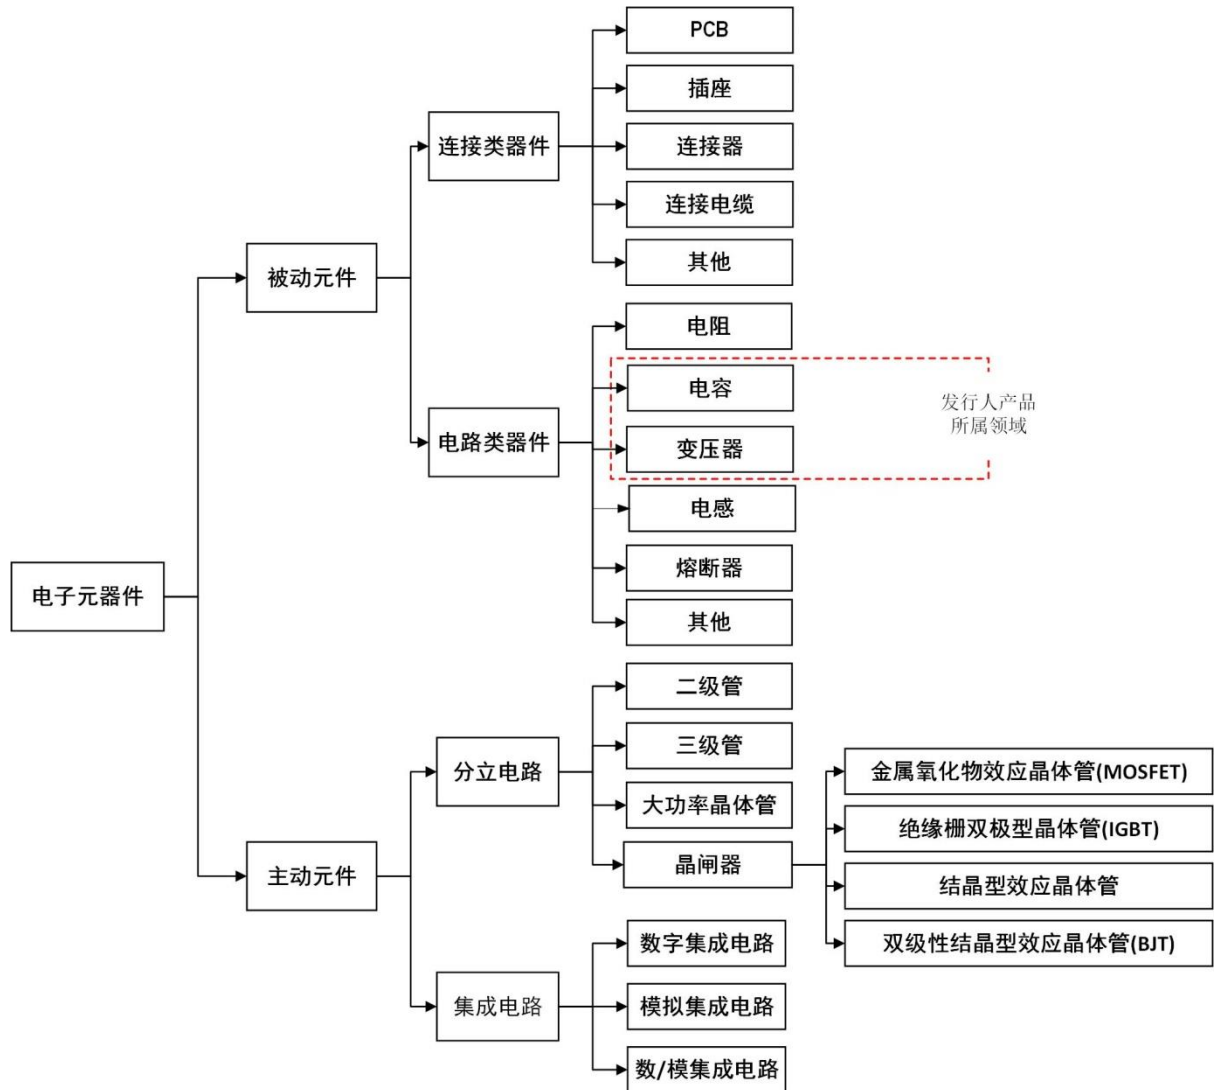 PCB
插座
连接类器件
连接器
连接电缆
被动元件
其他
电阻
电容
发行人产品
所属领域
电路类器件
变压器
电感
熔断器
电子元器件
其他
二级管
三级管
分立电路
金属氧化物效应晶体管(MOSFET)
大功率晶体管
绝缘栅双极型晶体管(IGBT)
主动元件
晶闸器
结晶型效应晶体管
双级性结晶型效应晶体管(BJT)
数字集成电路
集成电路
模拟集成电路
数/模集成电路